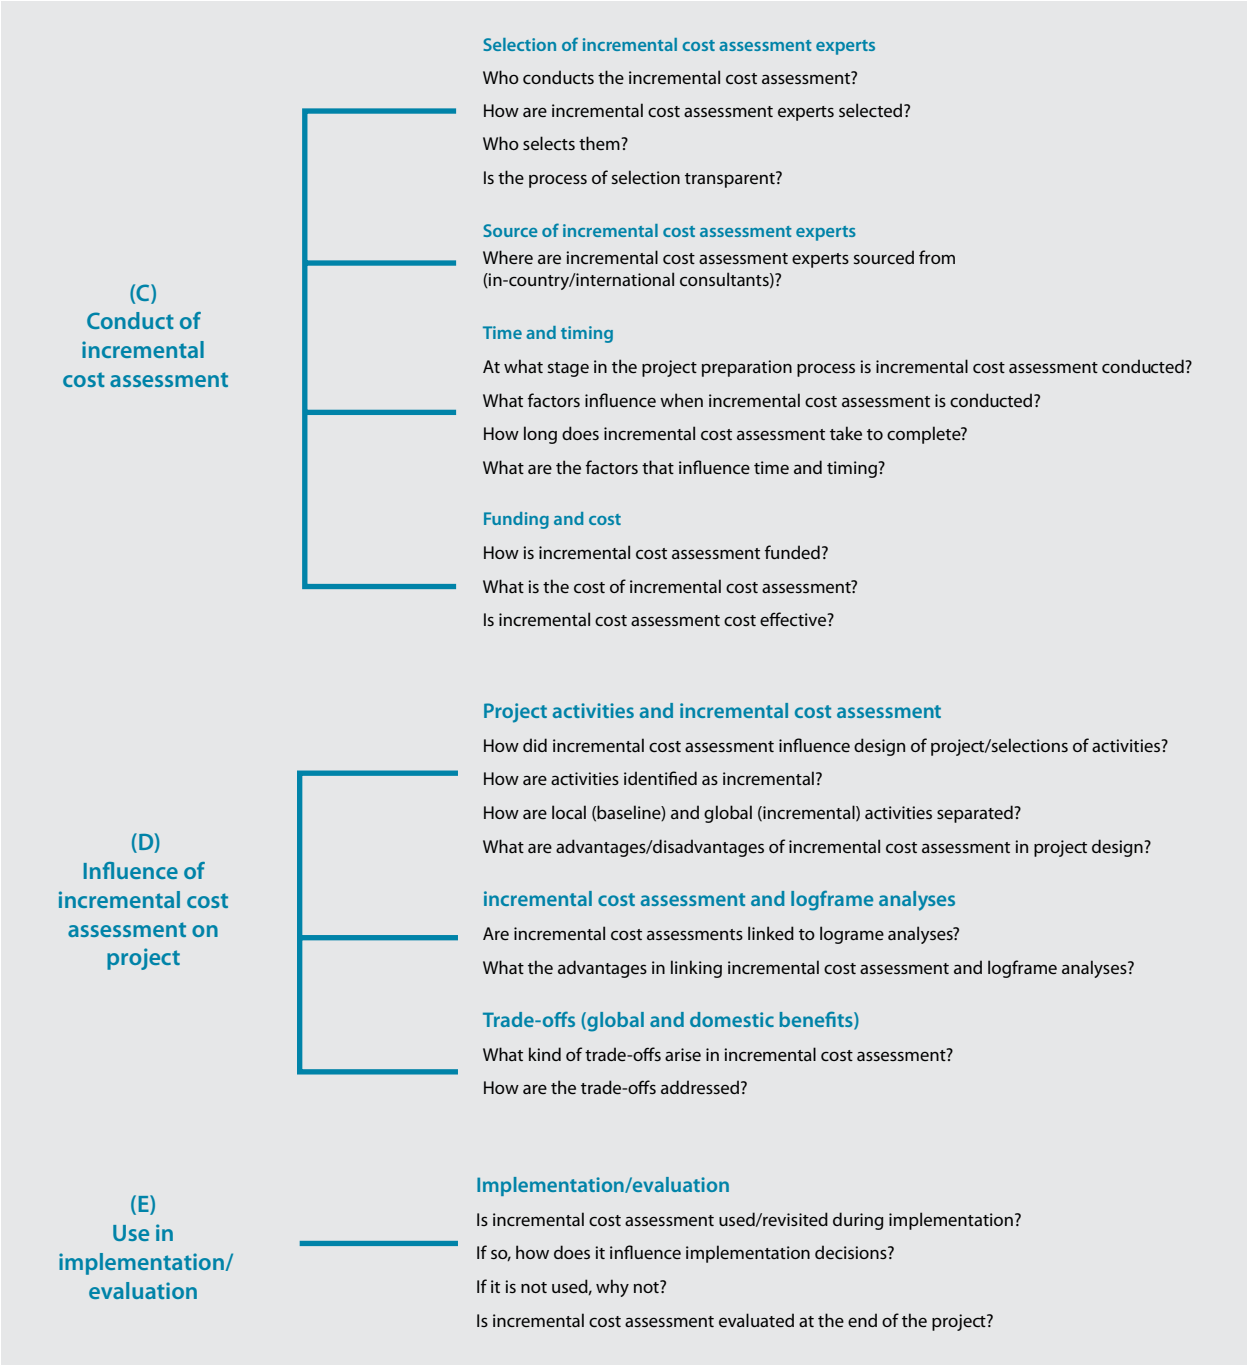 (C)
Conduct of
incremental
cost assessment
Selection of incremental cost assessment experts
Who conducts the incremental cost assessment?
How are incremental cost assessment experts selected?
Who selects them?
Is the process of selection transparent?
Source of incremental cost assessment experts
Where are incremental cost assessment experts sourced from
(in-country/international consultants)?
Time and timing
At what stage in the project preparation process is incremental cost assessment conducted?
What factors influence when incremental cost assessment is conducted?
How long does incremental cost assessment take to complete?
What are the factors that influence time and timing?
Funding and cost
How is incremental cost assessment funded?
What is the cost of incremental cost assessment?
Is incremental cost assessment cost effective?
(D)
Influence of
incremental cost
assessment on
project
Project activities and incremental cost assessment
How did incremental cost assessment influence design of project/selections of activities?
How are activities identified as incremental?
How are local (baseline) and global (incremental) activities separated?
What are advantages/disadvantages of incremental cost assessment in project design?
incremental cost assessment and logframe analyses
Are incremental cost assessments linked to lograme analyses?
What the advantages in linking incremental cost assessment and logframe analyses?
Trade-offs (global and domestic benefits)
What kind of trade-offs arise in incremental cost assessment?
How are the trade-offs addressed?
(E)
Use in
implementation/
evaluation
Implementation/evaluation
Is incremental cost assessment used/revisited during implementation?
If so, how does it influence implementation decisions?
If it is not used, why not?
Is incremental cost assessment evaluated at the end of the project?